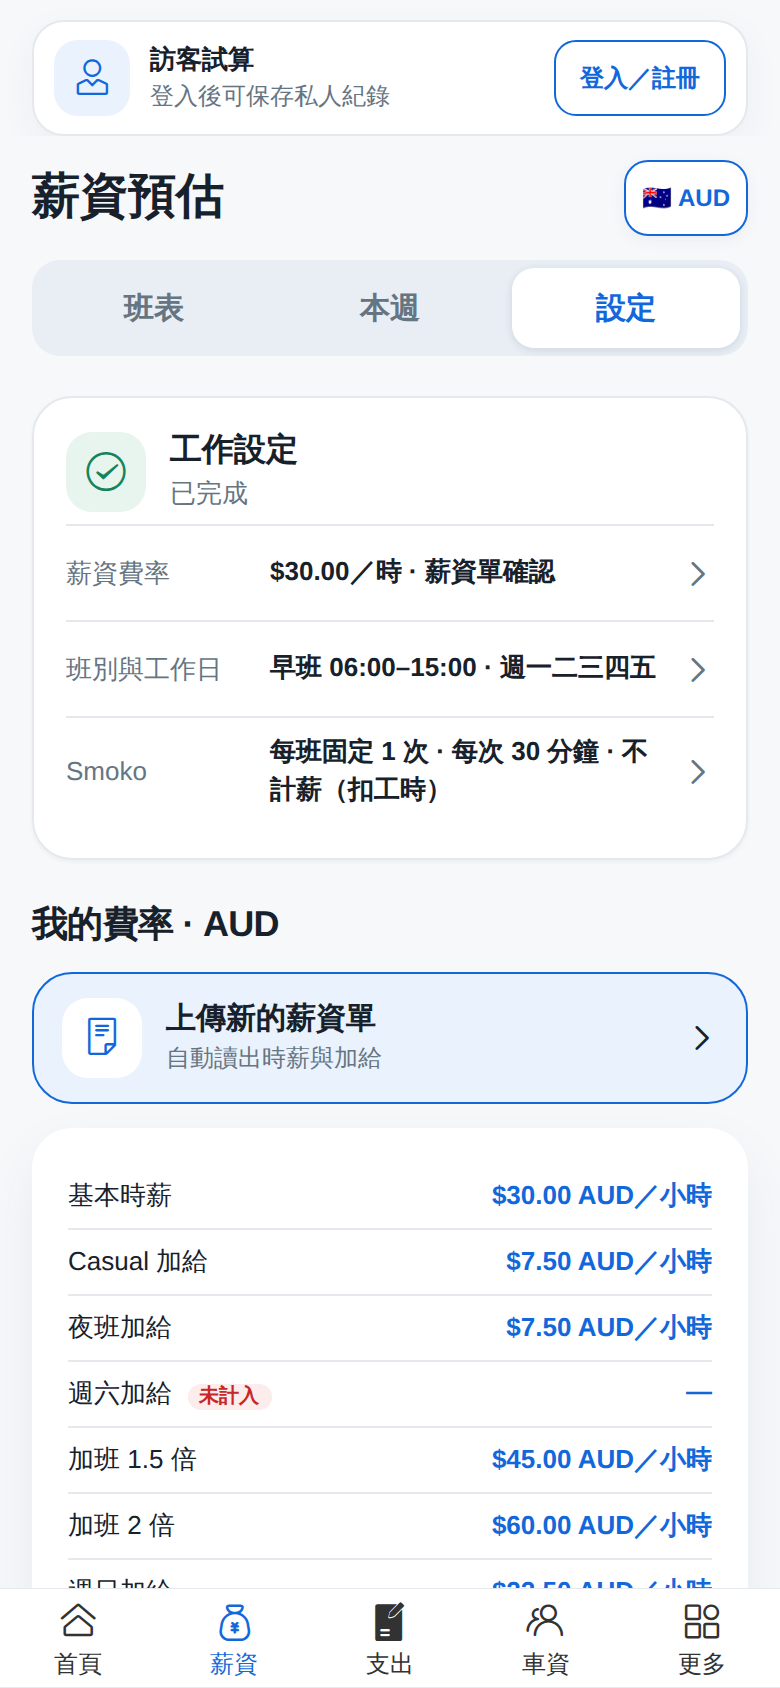 訪客試算
登入後可保存私人紀錄
登入／註冊
薪資預估
🇦🇺 AUD
班表
本週
設定
工作設定
已完成
薪資費率
$30.00／時 · 薪資單確認
班別與工作日
早班 06:00–15:00 · 週一二三四五
Smoko
每班固定 1 次 · 每次 30 分鐘 · 不
計薪（扣工時）
我的費率 · AUD
上傳新的薪資單
自動讀出時薪與加給
基本時薪
$30.00 AUD／小時
Casual 加給
$7.50 AUD／小時
夜班加給
$7.50 AUD／小時
週六加給 未計入
—
加班 1.5 倍
$45.00 AUD／小時
加班 2 倍
$60.00 AUD／小時
首頁
薪資
支出
車資
更多